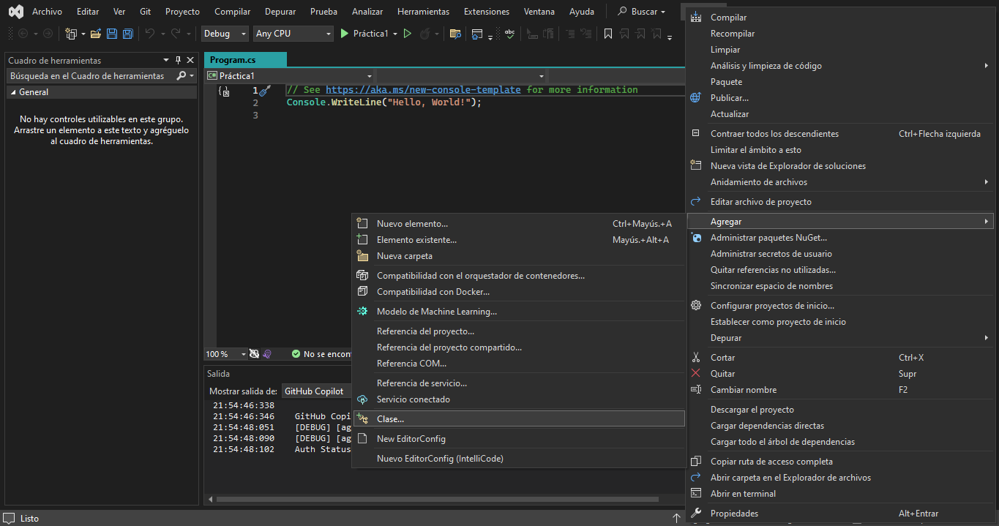 Archivo Editar Ver Git Proyecto Compilar Depurar Prueba Analizar Herramientas Extensiones Ventana Ayuda Buscar
Debug Any CPU Práctica1
Cuadro de herramientas
Búsqueda en el Cuadro de herramientas
General
No hay controles utilizables en este grupo.
Arrastre un elemento a este texto y agréguelo
al cuadro de herramientas.
Program.cs
C# Práctica1
1 // See https://aka.ms/new-console-template for more information
2 Console.WriteLine("Hello, World!");
3
100 % No se encon
Salida
Mostrar salida de: GitHub Copilot
21:54:46:338
21:54:46:346 GitHub Copi
21:54:48:051 [DEBUG] [ag
21:54:48:090 [DEBUG] [ag
21:54:48:102 Auth Status
Nuevo elemento... Ctrl+Mayús.+A
Elemento existente... Mayús.+Alt+A
Nueva carpeta
Compatibilidad con el orquestador de contenedores...
Compatibilidad con Docker...
Modelo de Machine Learning...
Referencia del proyecto...
Referencia del proyecto compartido...
Referencia COM...
Referencia de servicio...
Servicio conectado
Clase...
New EditorConfig
Nuevo EditorConfig (IntelliCode)
Compilar
Recompilar
Limpiar
Análisis y limpieza de código
Paquete
Publicar...
Actualizar
Contraer todos los descendientes Ctrl+Flecha izquierda
Limitar el ámbito a esto
Nueva vista de Explorador de soluciones
Anidamiento de archivos
Editar archivo de proyecto
Agregar
Administrar paquetes NuGet...
Administrar secretos de usuario
Quitar referencias no utilizadas...
Sincronizar espacio de nombres
Configurar proyectos de inicio...
Establecer como proyecto de inicio
Depurar
Cortar Ctrl+X
Quitar Supr
Cambiar nombre F2
Descargar el proyecto
Cargar dependencias directas
Cargar todo el árbol de dependencias
Copiar ruta de acceso completa
Abrir carpeta en el Explorador de archivos
Abrir en terminal
Propiedades Alt+Entrar
Listo